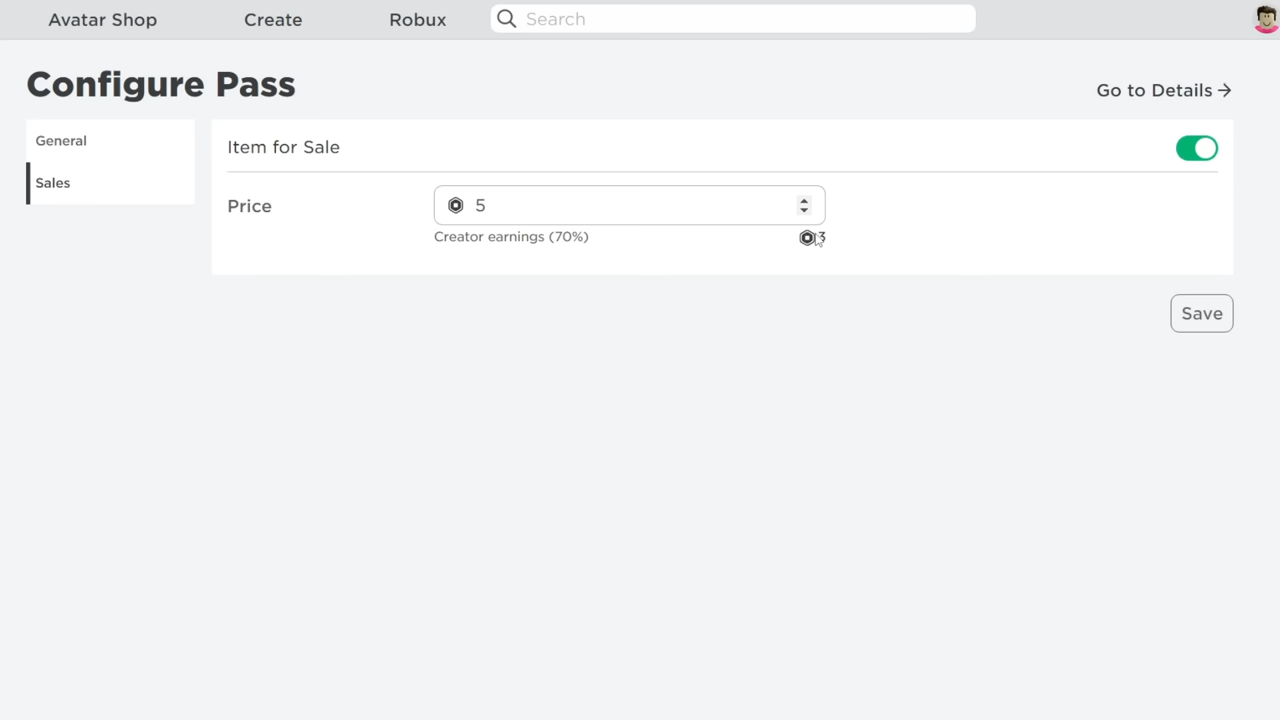 Avatar Shop Create Robux Search
Configure Pass
Go to Details →
General
Sales
Item for Sale
Price 5
Creator earnings (70%) 3
Save